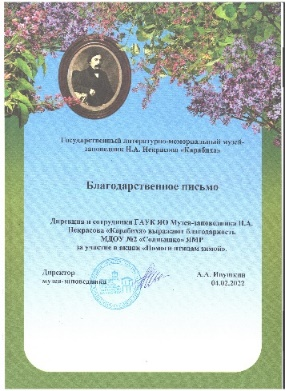 Государственный литературно-мемориальный музей-
заповедник Н.А. Некрасова «Карабиха»
Благодарственное письмо
Дирекция и сотрудники ГАУК ЯО Музея-заповедника Н.А.
Некрасова «Карабиха» выражают благодарность
МДОУ №2 «Солнышко» ЯМР
за участие в акции «Помоги птицам зимой».
Директор
музея-заповедника
А.А. Ивушкин
01.02.2022